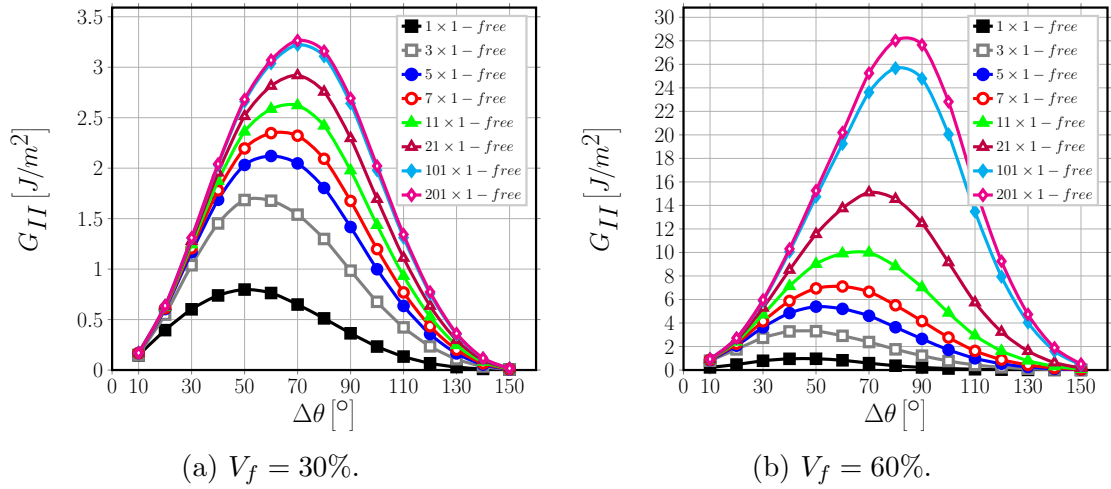 3.5
3
2.5
2
1.5
1
0.5
0
0 10 30 50 70 90 110 130 150
G_{II} [J/m^2]
Δθ [°]
1 × 1 − free
3 × 1 − free
5 × 1 − free
7 × 1 − free
11 × 1 − free
21 × 1 − free
101 × 1 − free
201 × 1 − free
(a) V_f = 30%.
30
28
26
24
22
20
18
16
14
12
10
8
6
4
2
0
0 10 30 50 70 90 110 130 150
G_{II} [J/m^2]
Δθ [°]
1 × 1 − free
3 × 1 − free
5 × 1 − free
7 × 1 − free
11 × 1 − free
21 × 1 − free
101 × 1 − free
201 × 1 − free
(b) V_f = 60%.